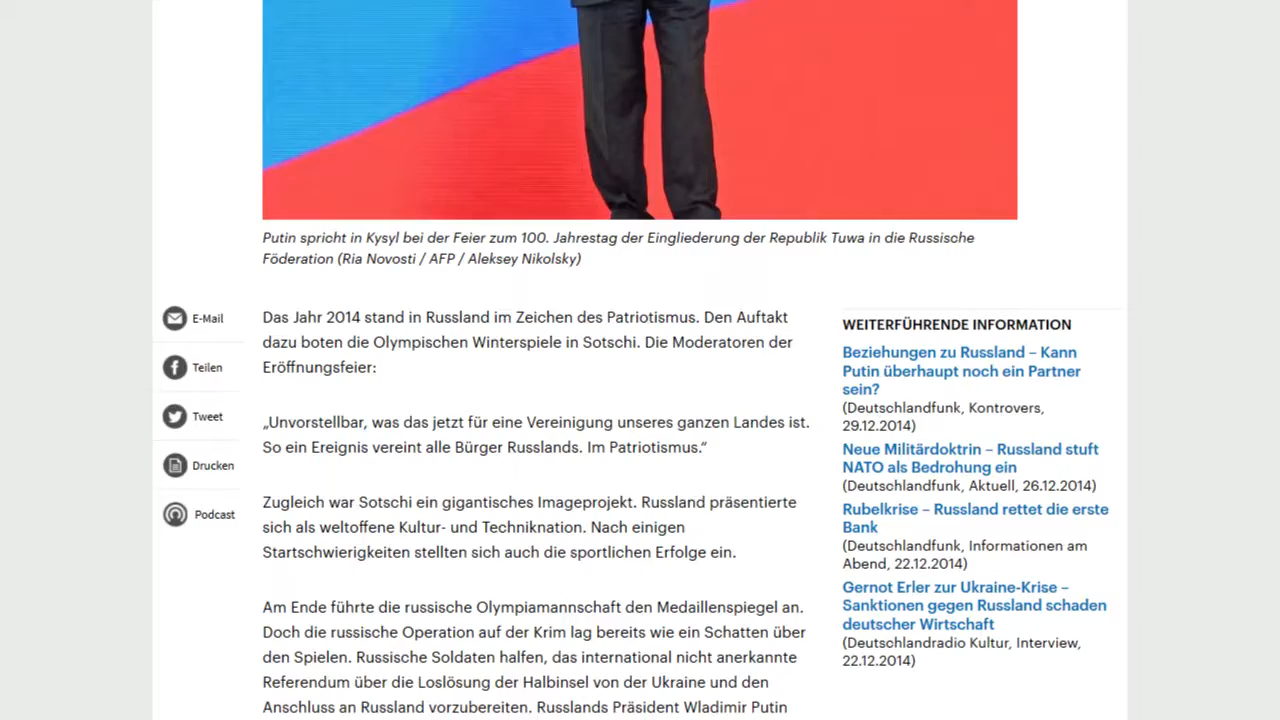 Putin spricht in Kysyl bei der Feier zum 100. Jahrestag der Eingliederung der Republik Tuwa in die Russische
Föderation (Ria Novosti / AFP / Aleksey Nikolsky)
E-Mail
Teilen
Tweet
Drucken
Podcast
Das Jahr 2014 stand in Russland im Zeichen des Patriotismus. Den Auftakt
dazu boten die Olympischen Winterspiele in Sotschi. Die Moderatoren der
Eröffnungsfeier:
„Unvorstellbar, was das jetzt für eine Vereinigung unseres ganzen Landes ist.
So ein Ereignis vereint alle Bürger Russlands. Im Patriotismus.“
Zugleich war Sotschi ein gigantisches Imageprojekt. Russland präsentierte
sich als weltoffene Kultur- und Techniknation. Nach einigen
Startschwierigkeiten stellten sich auch die sportlichen Erfolge ein.
Am Ende führte die russische Olympiamannschaft den Medaillenspiegel an.
Doch die russische Operation auf der Krim lag bereits wie ein Schatten über
den Spielen. Russische Soldaten halfen, das international nicht anerkannte
Referendum über die Loslösung der Halbinsel von der Ukraine und den
Anschluss an Russland vorzubereiten. Russlands Präsident Wladimir Putin
WEITERFÜHRENDE INFORMATION
Beziehungen zu Russland – Kann
Putin überhaupt noch ein Partner
sein?
(Deutschlandfunk, Kontrovers,
29.12.2014)
Neue Militärdoktrin – Russland stuft
NATO als Bedrohung ein
(Deutschlandfunk, Aktuell, 26.12.2014)
Rubelkrise – Russland rettet die erste
Bank
(Deutschlandfunk, Informationen am
Abend, 22.12.2014)
Gernot Erler zur Ukraine-Krise –
Sanktionen gegen Russland schaden
deutscher Wirtschaft
(Deutschlandradio Kultur, Interview,
22.12.2014)